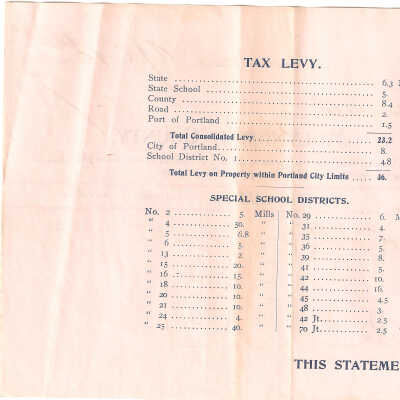 TAX LEVY.
State ........ 6.3
State School ........ 5.
County ........ 8.4
Road ........ 2.
Port of Portland ........ 1.5
Total Consolidated Levy ........ 23.2
City of Portland ........ 8.
School District No. 1 ........ 4.8
Total Levy on Property within Portland City Limits ..... 36.
SPECIAL SCHOOL DISTRICTS.
No. 2 ........ 5. Mills No. 29 ........ 6.
" 4 ........ 50. " " 31 ........ 4.
" 5 ........ 6.8 " " 35 ........ 7.
" 6 ........ 5. " " 36 ........ 5.
" 13 ........ 2. " " 39 ........ 8.
" 15 ........ 20. " " 41 ........ 5.
" 16 ........ 15. " " 42 ........ 10.
" 18 ........ 10. " " 44 ........ 16.
" 20 ........ 10. " " 45 ........ 4.5
" 21 ........ 10. " " 48 ........ 3.
" 24 ........ 4. " " 42 Jt. ........ 2.5
" 25 ........ 40. " " 70 Jt. ........ 2.5
THIS STATEME